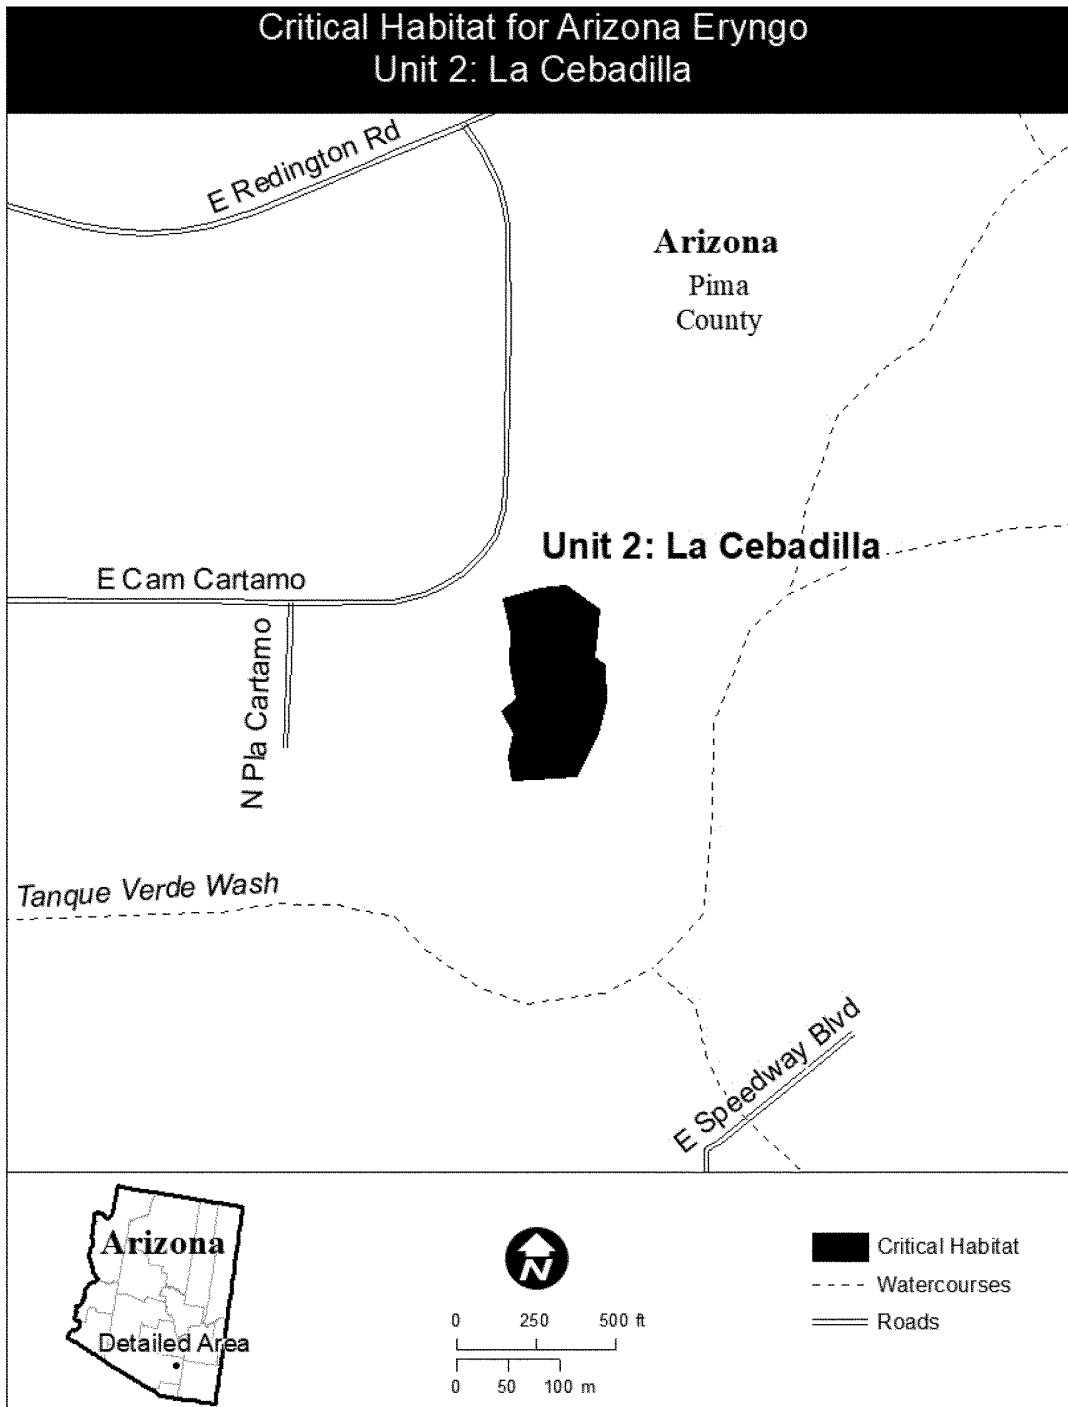 Critical Habitat for Arizona Eryngo
Unit 2: La Cebadilla
E Redington Rd
Arizona
Pima
County
Unit 2: La Cebadilla
E Cam Cartamo
N Pla Cartamo
Tanque Verde Wash
E Speedway Blvd
Arizona
Detailed Area
N
0 250 500 ft
0 50 100 m
Critical Habitat
Watercourses
Roads